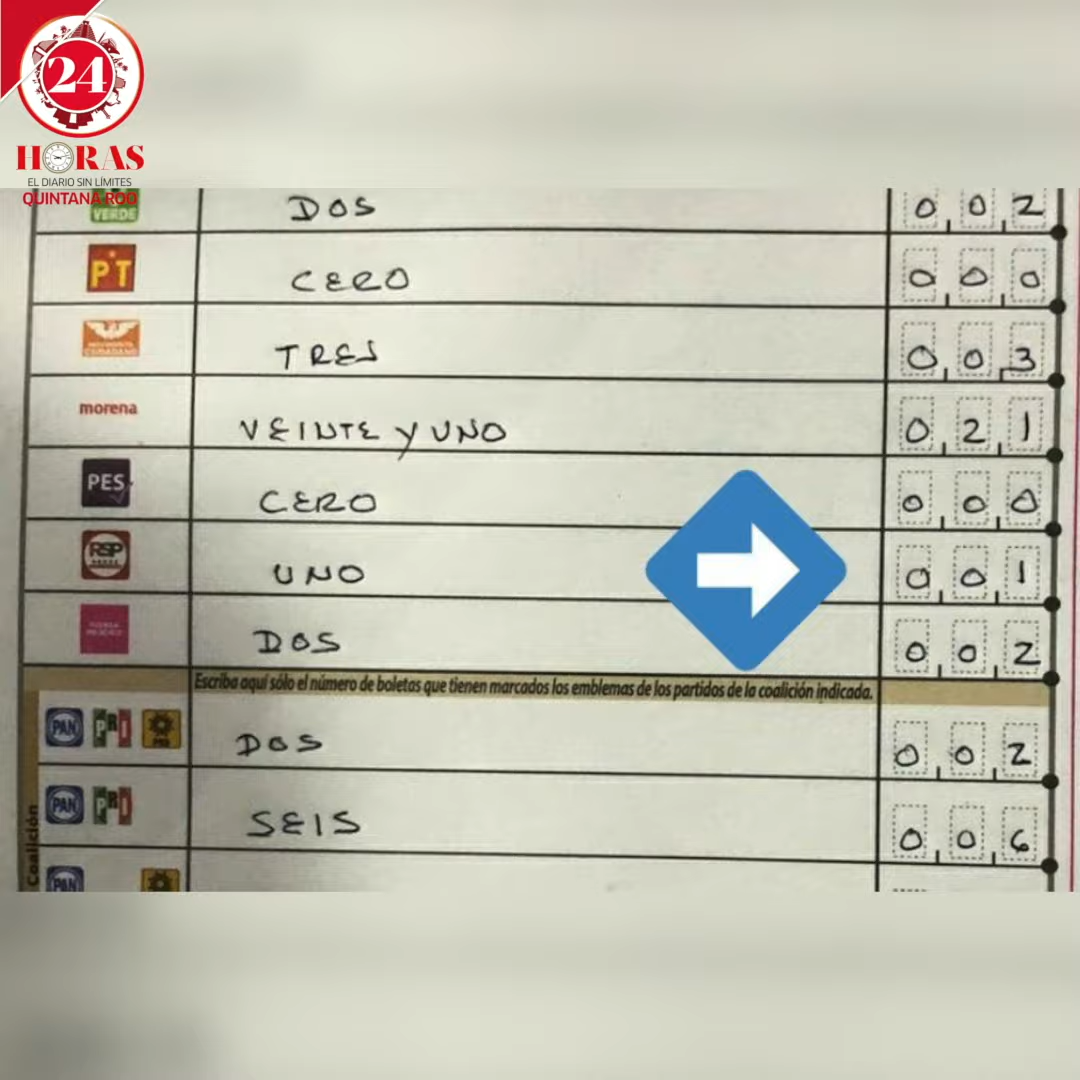 24
HORAS
EL DIARIO SIN LÍMITES
QUINTANA ROO
VERDE DOS 0 0 2
PT CERO 0 0 0
CIUDADANO TRES 0 0 3
morena VEINTE Y UNO 0 2 1
PES CERO 0 0 0
RSP UNO 0 0 1
DOS 0 0 2
Escriba aquí sólo el número de boletas que tienen marcados los emblemas de los partidos de la coalición indicada.
PAN PRI PRD DOS 0 0 2
PAN PRI SEIS 0 0 6
PAN
Coalición